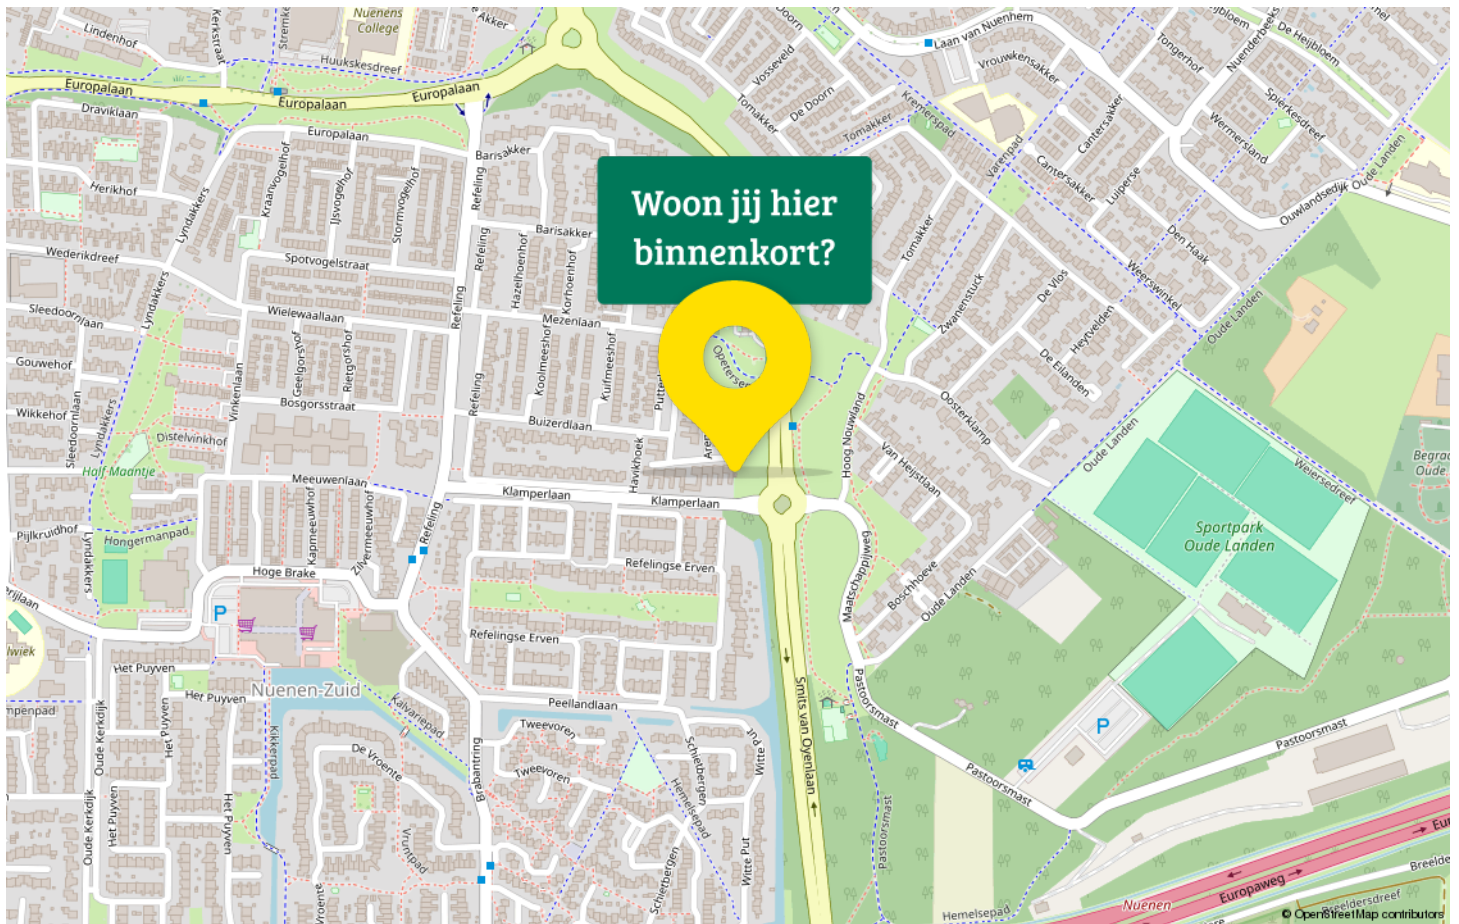 Lindenhof
Kerkstraat
Nuenens
College
Akker
Doorn
Laan van Nuenhem
De Heijbloem
Huukskesdreef
Vosseveld
Vrouwkensakker
Tongerhof
Nuenderbeeks
Europalaan
Europalaan
Europalaan
Draviklaan
Europalaan
Tomakker
De Doorn
Tomakker
Kremerspad
Varenpad
Cantersakker
Cantersakker
Spierkesdreef
Wermersland
Barisakker
Refeling
Kraanvogelhof
IJsvogelhof
Stormvogelhof
Herikhof
Lyndakkers
Luiperse
Ouwlandsedijk
Oude Landen
Woon jij hier
binnenkort?
Barisakker
Refeling
Wederikdreef
Spotvogelstraat
Hazelhoenhof
Korhoenhof
Tomakker
Den Haak
Weerswinkel
Lyndakkers
Sleedoornlaan
Wielewaallaan
Refeling
Mezenlaan
Zwanenstuck
De Vlos
Heytvelden
Oude Landen
Gouwehof
Geelgorshof
Rietgorshof
Koolmeeshof
Kuifmeeshof
De Eilanden
Vinkenlaan
Bosgorsstraat
Refeling
Wikkehof
Sleedoornlaan
Lyndakkers
Buizerdlaan
Hoog Nouwland
Oosterklamp
Distelvinkhof
Half Maantje
Havikhoek
Van Heijstlaan
Oude Landen
Weiersedreef
Meeuwenlaan
Klamperlaan
Klamperlaan
Kapmeeuwhof
Zilvermeeuwhof
Refeling
Pijlkruidhof
Hongermanpad
Lyndakkers
Sportpark
Oude Landen
Hoge Brake
Refelingse Erven
Maatschappijweg
Boschhoeve
Oude Landen
P
Refelingse Erven
Het Puyven
Nuenen-Zuid
Het Puyven
Kalvariepad
Peellandlaan
Pastoorsmast
P
Oude Kerkdijk
Het Puyven
Kikkerpad
De Vroente
Tweevoren
Schietbergen
Witte Put
Smits van Oyenlaan
Pastoorsmast
Brabantring
Tweevoren
Hemelsepad
Pastoorsmast
Oude Kerkdijk
Het Puyven
Het Puyven
Vruntpad
Schietbergen
Witte Put
Pastoorsmast
Europaweg
Nuenen
Hemelsepad
Breeldersdreef
© OpenStreetMap contributors